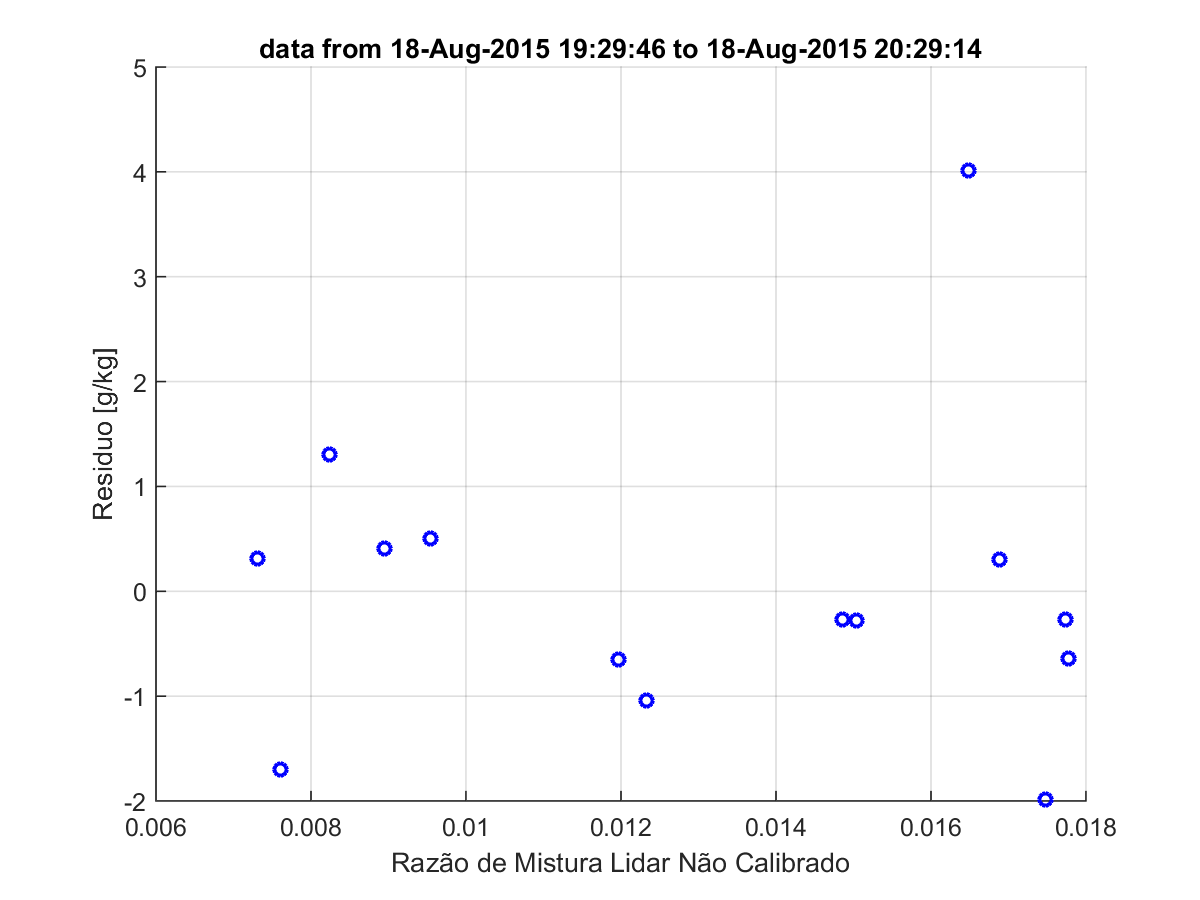 data from 18-Aug-2015 19:29:46 to 18-Aug-2015 20:29:14
5
4
3
2
1
0
-1
-2
Residuo [g/kg]
0.006 0.008 0.01 0.012 0.014 0.016 0.018
Razão de Mistura Lidar Não Calibrado